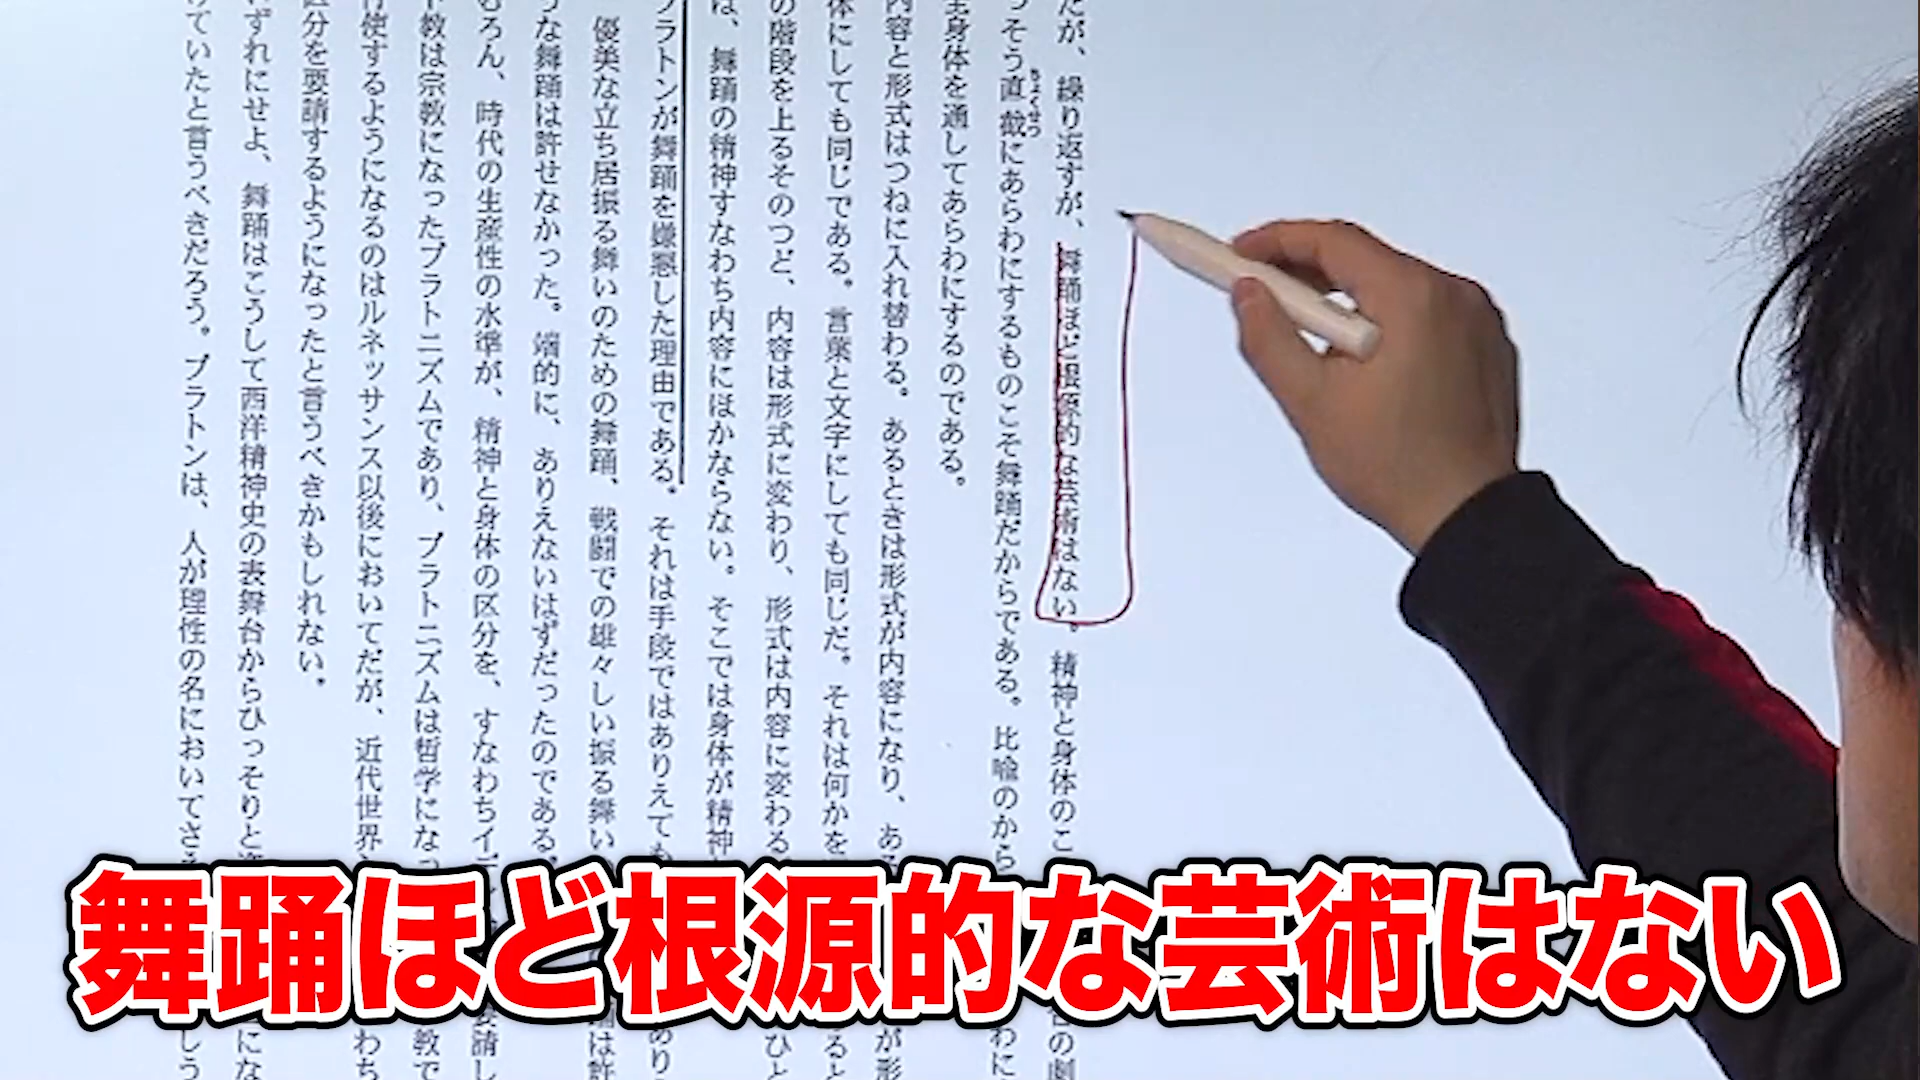 だが、繰り返すが、舞踊ほど根源的な芸術はない。精神と身体のこ
っそう直截にあらわにするものこそ舞踊だからである。比喩のから
ちょくせつ
全身体を通してあらわにするのである。
内容と形式はつねに入れ替わる。あるときは形式が内容になり、ある
体にしても同じである。言葉と文字にしても同じだ。それは何かを
の階段を上るそのつど、内容は形式に変わり、形式は内容に変わる
は、舞踊の精神すなわち内容にほかならない。そこでは身体が精神
プラトンが舞踊を嫌悪した理由である。それは手段ではありえても
優美な立ち居振る舞いのための舞踊、戦闘での雄々しい振る舞いの
うな舞踊は許せなかった。端的に、ありえないはずだったのである
むろん、時代の生産性の水準が、精神と身体の区分を、すなわちイデ
ト教は宗教になったプラトニズムであり、プラトニズムは哲学になっ
行使するようになるのはルネッサンス以後においてだが、近代世界
区分を要請するようになったと言うべきかもしれない。
いずれにせよ、舞踊はこうして西洋精神史の表舞台からひっそりと
けていたと言うべきだろう。プラトンは、人が理性の名においてさ
舞踊ほど根源的な芸術はない